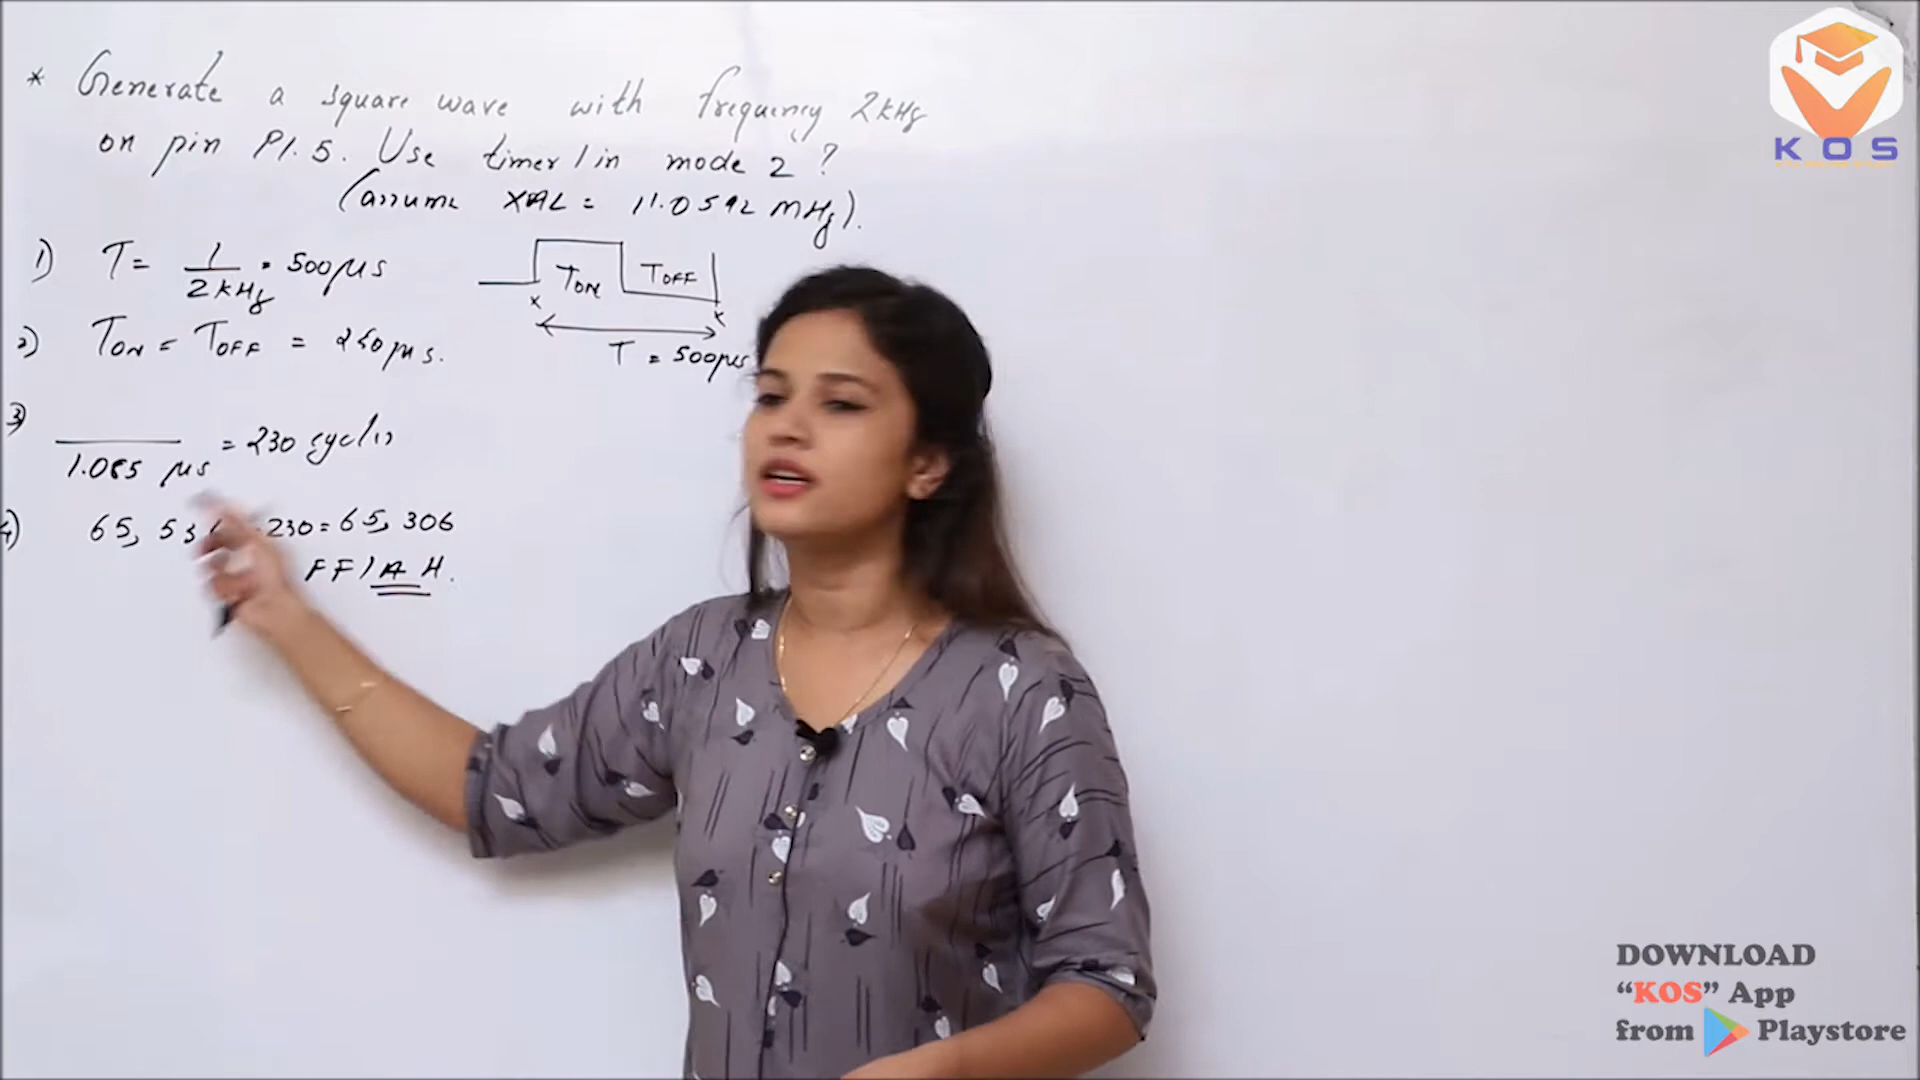 * Generate a square wave with frequency 2kHz
on pin P1.5. Use timer 1 in mode 2 ?
(assume XTAL = 11.0592 MHz).
1) T = 1 / 2kHz = 500μs
TON TOFF
T = 500μs
2) TON = TOFF = 250μs.
3)
1.085 μs = 230 cycles
4) 65, 53 230 = 65, 306
FF1A H.
KOS
DOWNLOAD
“KOS” App
from Playstore